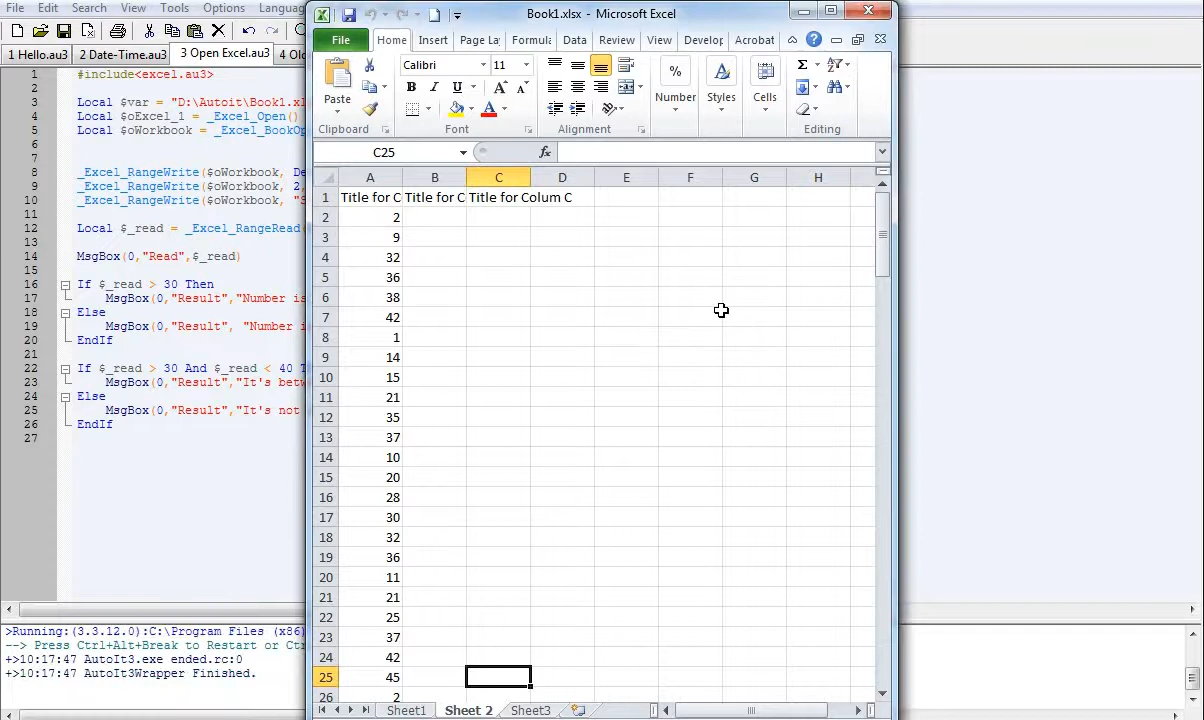 File Edit Search View Tools Options Language
1 Hello.au3 2 Date-Time.au3 3 Open Excel.au3
1 #include<excel.au3>
2
3 Local $var = "D:\Autoit\Book1.xl
4 Local $oExcel_1 = _Excel_Open()
5 Local $oWorkbook = _Excel_BookOp
6
7
8 _Excel_RangeWrite($oWorkbook, De
9 _Excel_RangeWrite($oWorkbook, 2,
10 _Excel_RangeWrite($oWorkbook, "S
11
12 Local $_read = _Excel_RangeRead(
13
14 MsgBox(0,"Read",$_read)
15
16 If $_read > 30 Then
17 MsgBox(0,"Result","Number is
18 Else
19 MsgBox(0,"Result", "Number i
20 EndIf
21
22 If $_read > 30 And $_read < 40 T
23 MsgBox(0,"Result","It's betw
24 Else
25 MsgBox(0,"Result","It's not
26 EndIf
27
>Running:(3.3.12.0):C:\Program Files (x86)
--> Press Ctrl+Alt+Break to Restart or Ctr
+>10:17:47 AutoIt3.exe ended.rc:0
+>10:17:47 AutoIt3Wrapper Finished.
Book1.xlsx - Microsoft Excel
File Home Insert Page La Formula Data Review View Develop Acrobat
Paste Calibri 11 B I U A A A % Number A Styles Cells Σ
Clipboard Font Alignment Editing
C25 fx
A B C D E F G H
1 Title for C Title for C Title for Colum C
2 2
3 9
4 32
5 36
6 38
7 42
8 1
9 14
10 15
11 21
12 35
13 37
14 10
15 20
16 28
17 30
18 32
19 36
20 11
21 21
22 25
23 37
24 42
25 45
26 2
Sheet1 Sheet 2 Sheet3